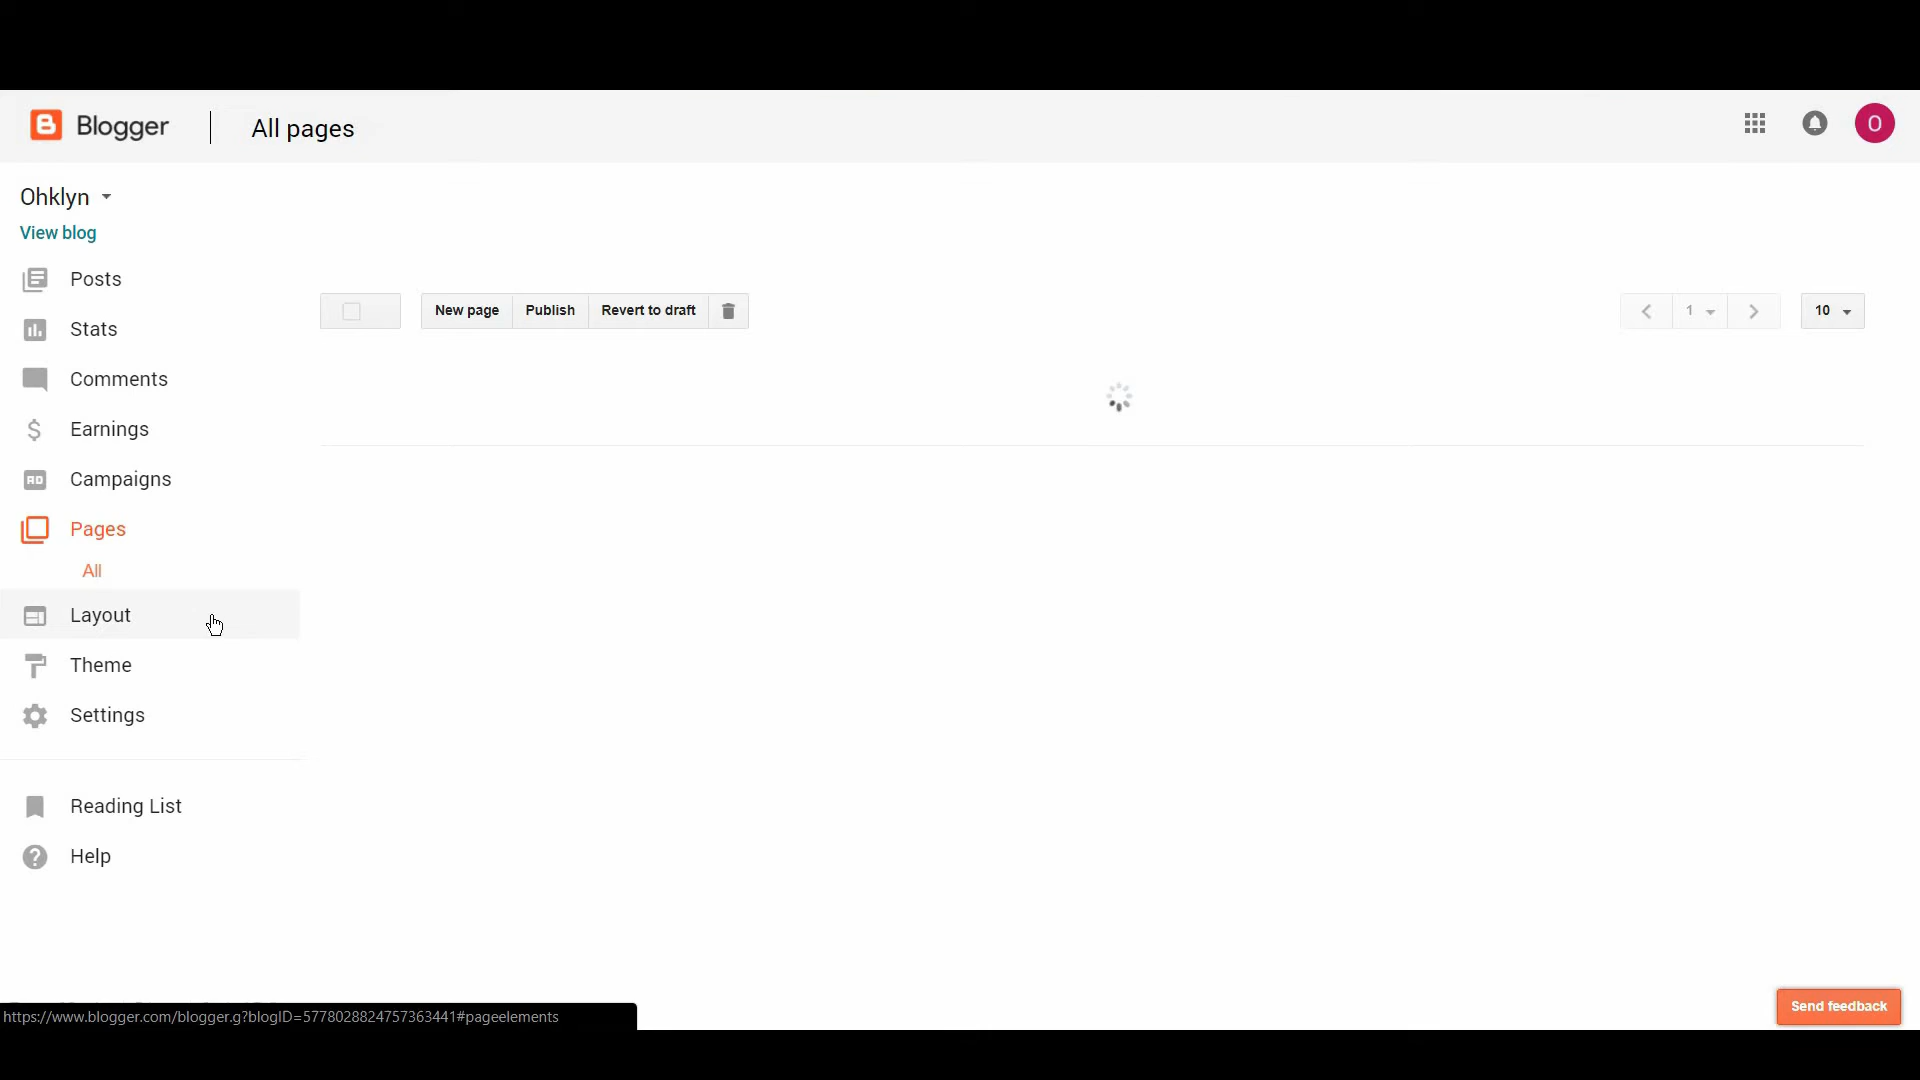 Blogger
All pages
O
Ohklyn
View blog
Posts
Stats
Comments
Earnings
AD
Campaigns
Pages
All
Layout
Theme
Settings
Reading List
Help
New page
Publish
Revert to draft
1
10
https://www.blogger.com/blogger.g?blogID=5778028824757363441#pageelements
Send feedback